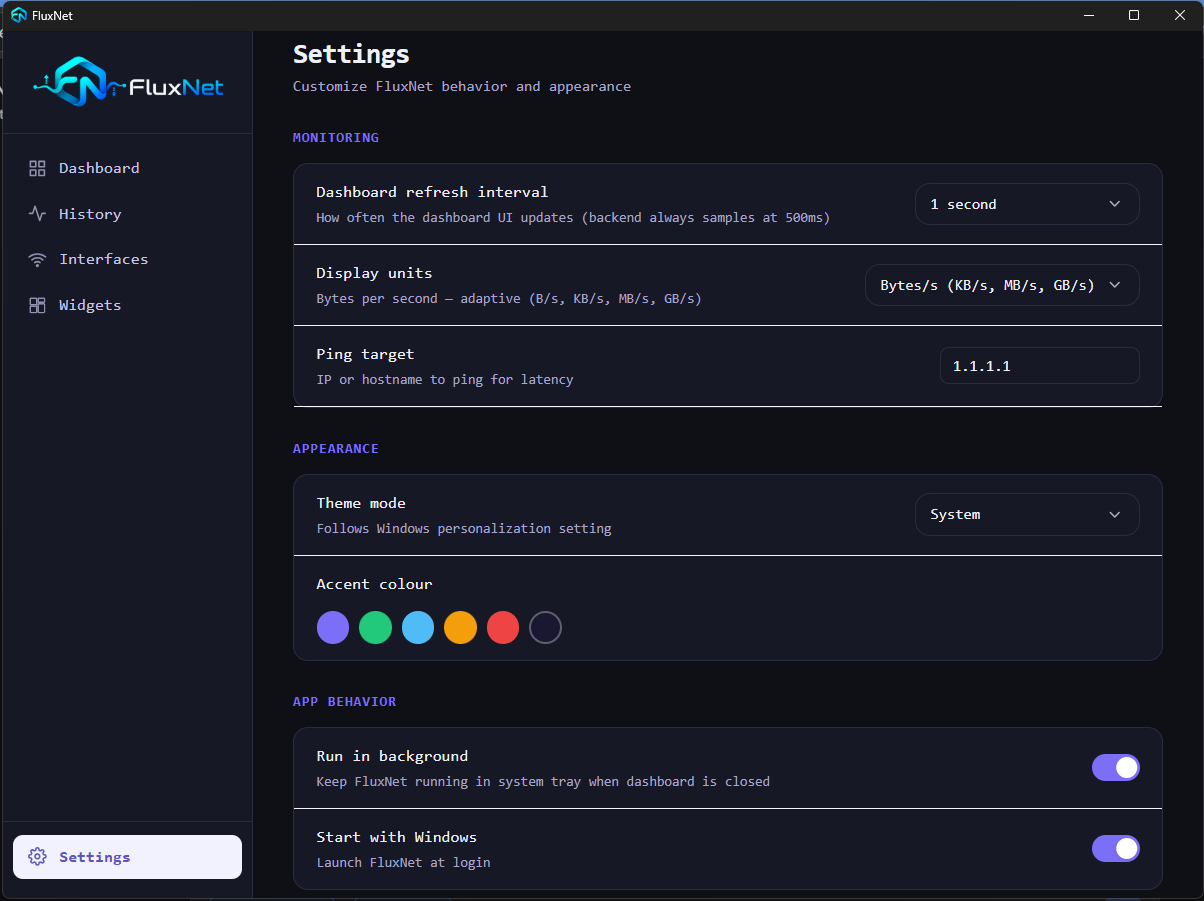 FluxNet
FluxNet
Dashboard
History
Interfaces
Widgets
Settings
Settings
Customize FluxNet behavior and appearance
MONITORING
Dashboard refresh interval
How often the dashboard UI updates (backend always samples at 500ms)
1 second
Display units
Bytes per second — adaptive (B/s, KB/s, MB/s, GB/s)
Bytes/s (KB/s, MB/s, GB/s)
Ping target
IP or hostname to ping for latency
1.1.1.1
APPEARANCE
Theme mode
Follows Windows personalization setting
System
Accent colour
APP BEHAVIOR
Run in background
Keep FluxNet running in system tray when dashboard is closed
Start with Windows
Launch FluxNet at login